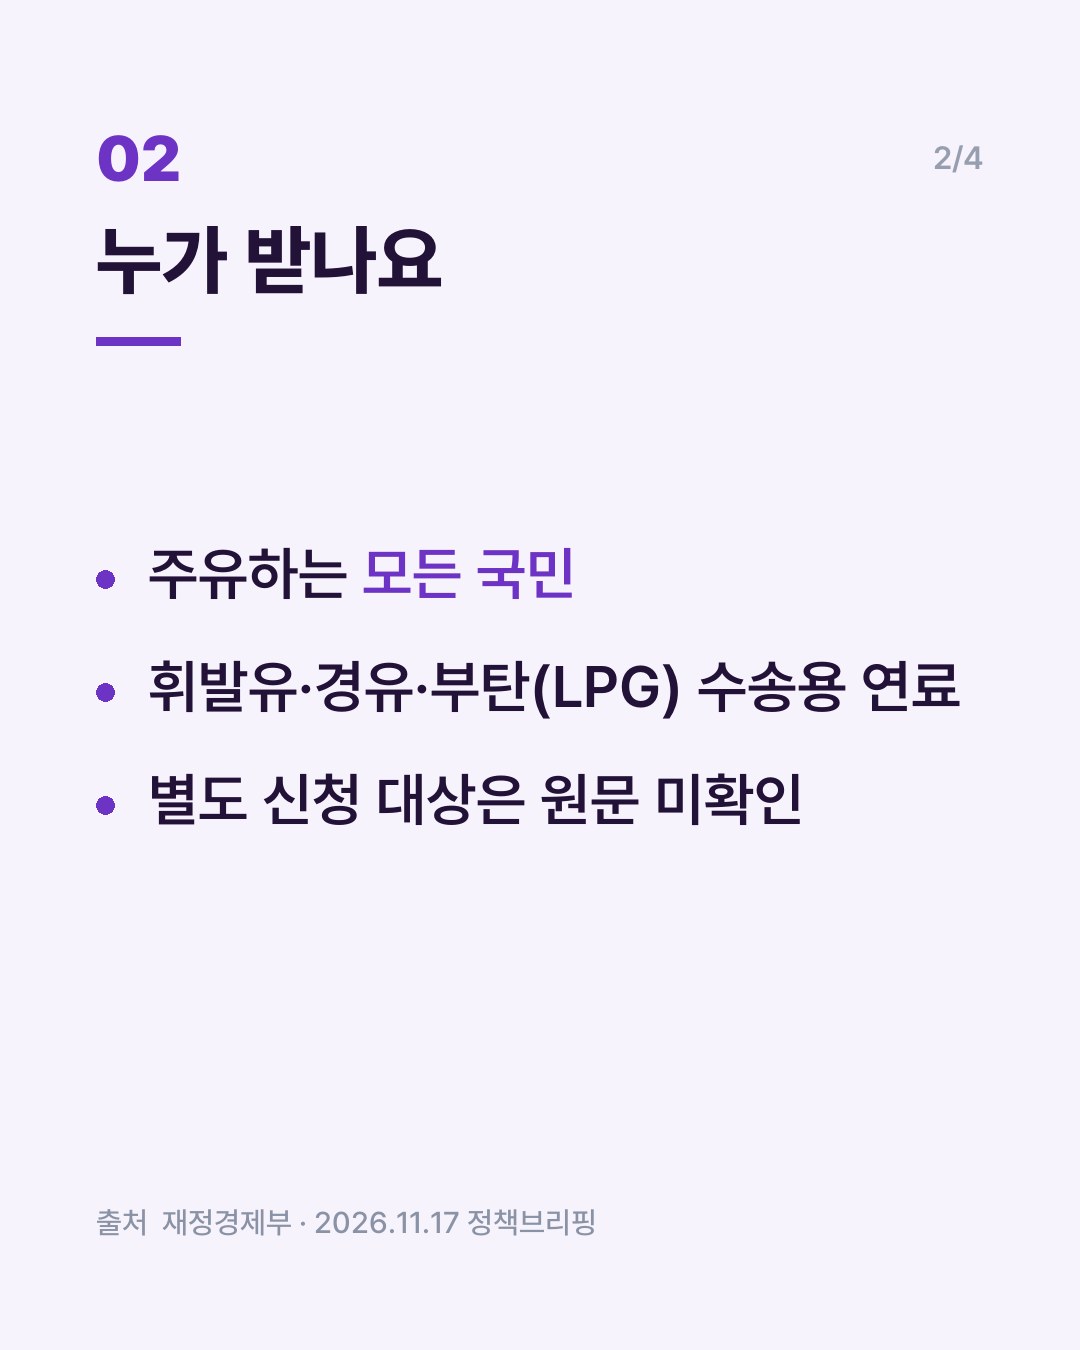 02
2/4
누가 받나요
주유하는 모든 국민
휘발유·경유·부탄(LPG) 수송용 연료
별도 신청 대상은 원문 미확인
출처 재정경제부 · 2026.11.17 정책브리핑